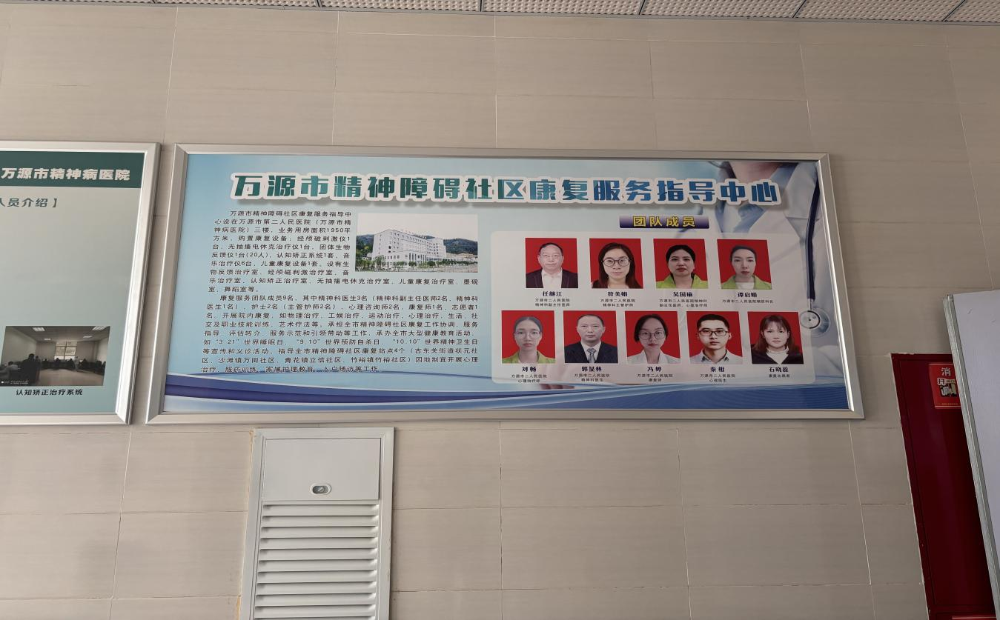 万源市精神病医院
人员介绍】
认知矫正治疗系统
万源市精神障碍社区康复服务指导中心
万源市精神障碍社区康复服务指导中
心设在万源市第二人民医院（万源市精
神病医院）三楼，业务用房面积1950平
方米，购置康复设备：经颅磁刺激仪1
台，无抽搐电休克治疗仪1台，团体生物
反馈仪1台(20人)，认知矫正系统1套，音
乐治疗仪6台，儿童康复设备1套，设有生
物反馈治疗室、经颅磁刺激治疗室、音
乐治疗室、认知矫正治疗室、无抽搐电休克治疗室、儿童康复治疗室、墨砚
室、舞蹈室等。
康复服务团队成员9名，其中精神科医生3名（精神科副主任医师2名，精神科
医生1名），护士2名（主管护师2名），心理咨询师2名，康复师1名、志愿者1
名。开展院内康复，如物理治疗、工娱治疗、运动治疗、心理治疗、生活、社
交及职业技能训练、艺术疗法等。承担全市精神障碍社区康复工作协调、服务
指导、评估转介、服务示范和引领带动等工作，承办全市大型健康教育活动，
如“3.21”世界睡眠日，“9.10”世界预防自杀日，“10.10”世界精神卫生日
等宣传和义诊活动，指导全市精神障碍社区康复站点4个（古东关街道状元社
区、沙滩镇万田社区、青花镇立信社区、竹裕镇竹裕社区）因地制宜开展心理
治疗、服药训练、家属护理教育、入户随访等工作
团队成员
任继江
万源市二人民医院
精神科副主任医师
符美娟
万源市二人民医院
精神科主管护师
吴国瑜
万源市二人民医院精神科
副主任医师、心理治疗师
谭启娟
刘畅
万源市二人民医院
心理治疗师
郭显林
万源市二人民医院
精神科医生
冯婷
万源市二人民医院
康复师
秦柑
万源市二人民医院
心理医生
石晓蕊
康复志愿者
消